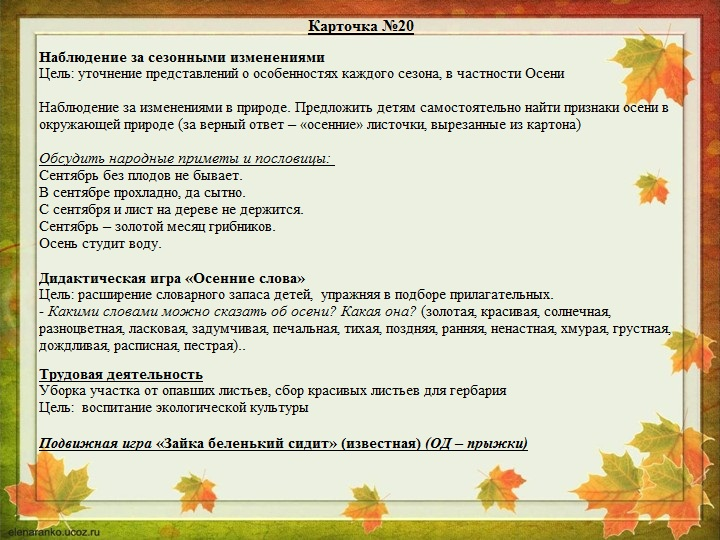 Карточка №20
Наблюдение за сезонными изменениями
Цель: уточнение представлений о особенностях каждого сезона, в частности Осени
Наблюдение за изменениями в природе. Предложить детям самостоятельно найти признаки осени в
окружающей природе (за верный ответ – «осенние» листочки, вырезанные из картона)
Обсудить народные приметы и пословицы:
Сентябрь без плодов не бывает.
В сентябре прохладно, да сытно.
С сентября и лист на дереве не держится.
Сентябрь – золотой месяц грибников.
Осень студит воду.
Дидактическая игра «Осенние слова»
Цель: расширение словарного запаса детей, упражняя в подборе прилагательных.
- Какими словами можно сказать об осени? Какая она? (золотая, красивая, солнечная,
разноцветная, ласковая, задумчивая, печальная, тихая, поздняя, ранняя, ненастная, хмурая, грустная,
дождливая, расписная, пестрая)..
Трудовая деятельность
Уборка участка от опавших листьев, сбор красивых листьев для гербария
Цель: воспитание экологической культуры
Подвижная игра «Зайка беленький сидит» (известная) (ОД – прыжки)
elenaranko.ucoz.ru